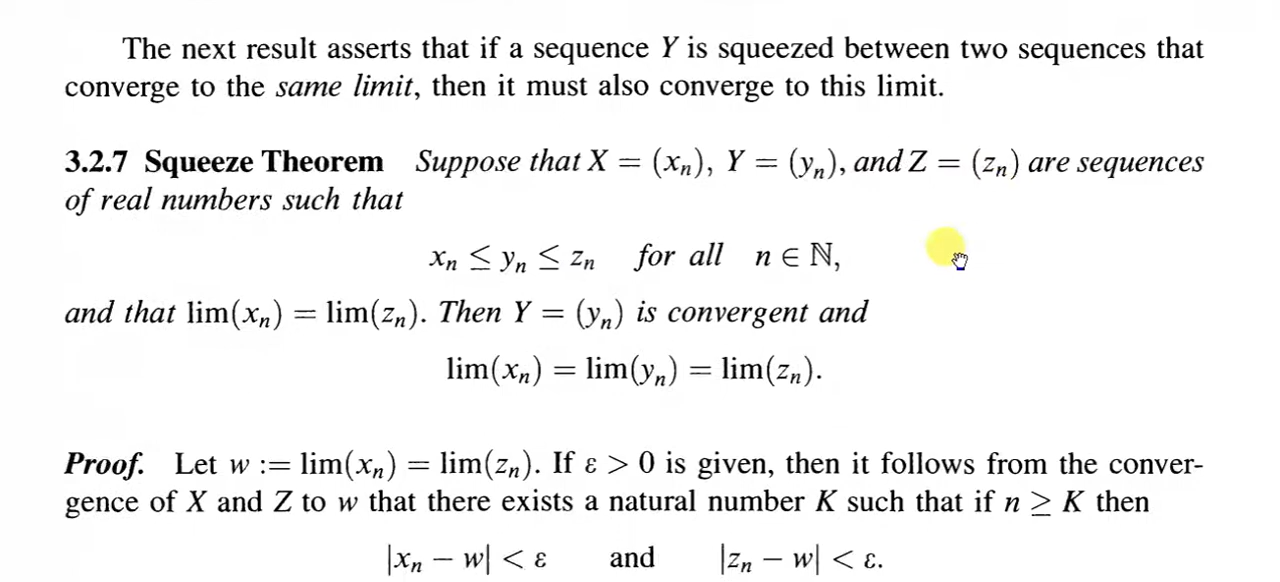 The next result asserts that if a sequence Y is squeezed between two sequences that
converge to the same limit, then it must also converge to this limit.
3.2.7 Squeeze Theorem Suppose that X = (xₙ), Y = (yₙ), and Z = (zₙ) are sequences
of real numbers such that
xₙ ≤ yₙ ≤ zₙ for all n ∈ ℕ,
and that lim(xₙ) = lim(zₙ). Then Y = (yₙ) is convergent and
lim(xₙ) = lim(yₙ) = lim(zₙ).
Proof. Let w := lim(xₙ) = lim(zₙ). If ε > 0 is given, then it follows from the conver-
gence of X and Z to w that there exists a natural number K such that if n ≥ K then
|xₙ − w| < ε and |zₙ − w| < ε.